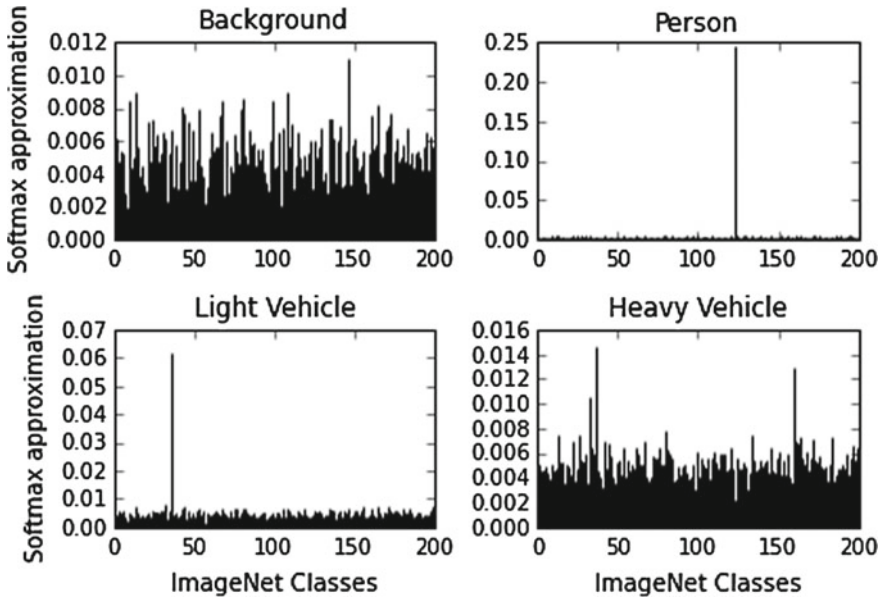 Background
Person
Softmax approximation
0.012
0.010
0.008
0.006
0.004
0.002
0.000
0 50 100 150 200
0.25
0.20
0.15
0.10
0.05
0.00
0 50 100 150 200
Light Vehicle
Heavy Vehicle
Softmax approximation
0.07
0.06
0.05
0.04
0.03
0.02
0.01
0.00
0 50 100 150 200
ImageNet Classes
0.016
0.014
0.012
0.010
0.008
0.006
0.004
0.002
0.000
0 50 100 150 200
ImageNet Classes